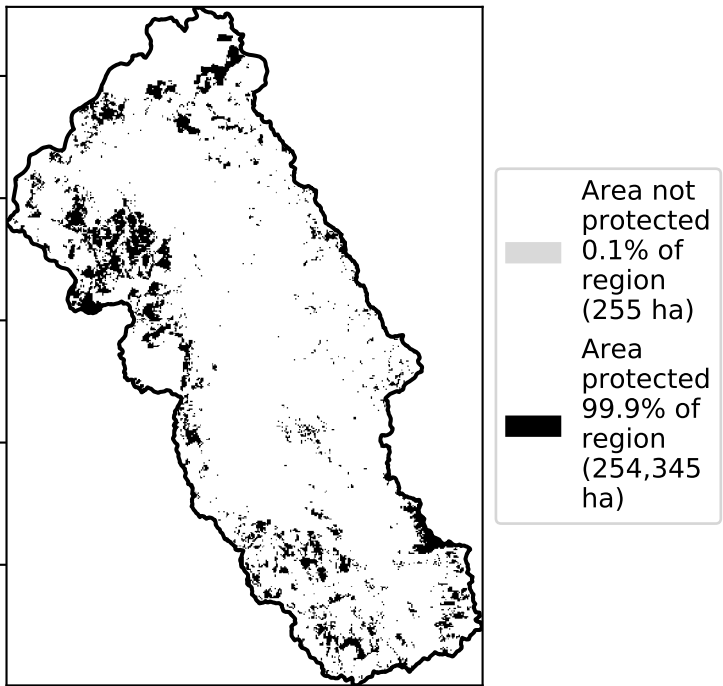 Area not
protected
0.1% of
region
(255 ha)
Area
protected
99.9% of
region
(254,345
ha)